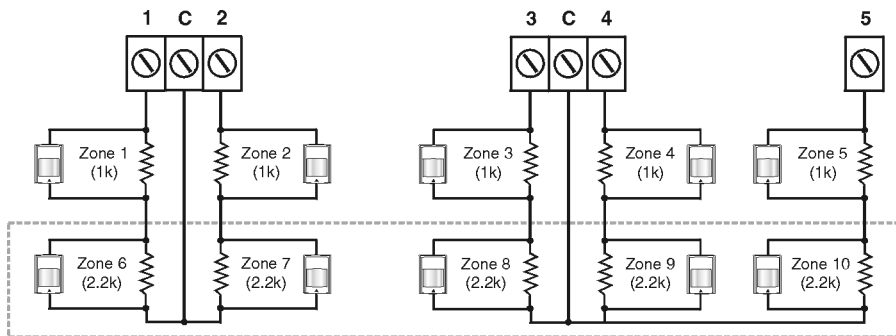 1 C 2 3 C 4 5
Zone 1 Zone 2 Zone 3 Zone 4 Zone 5
(1k) (1k) (1k) (1k) (1k)
Zone 6 Zone 7 Zone 8 Zone 9 Zone 10
(2.2k) (2.2k) (2.2k) (2.2k) (2.2k)